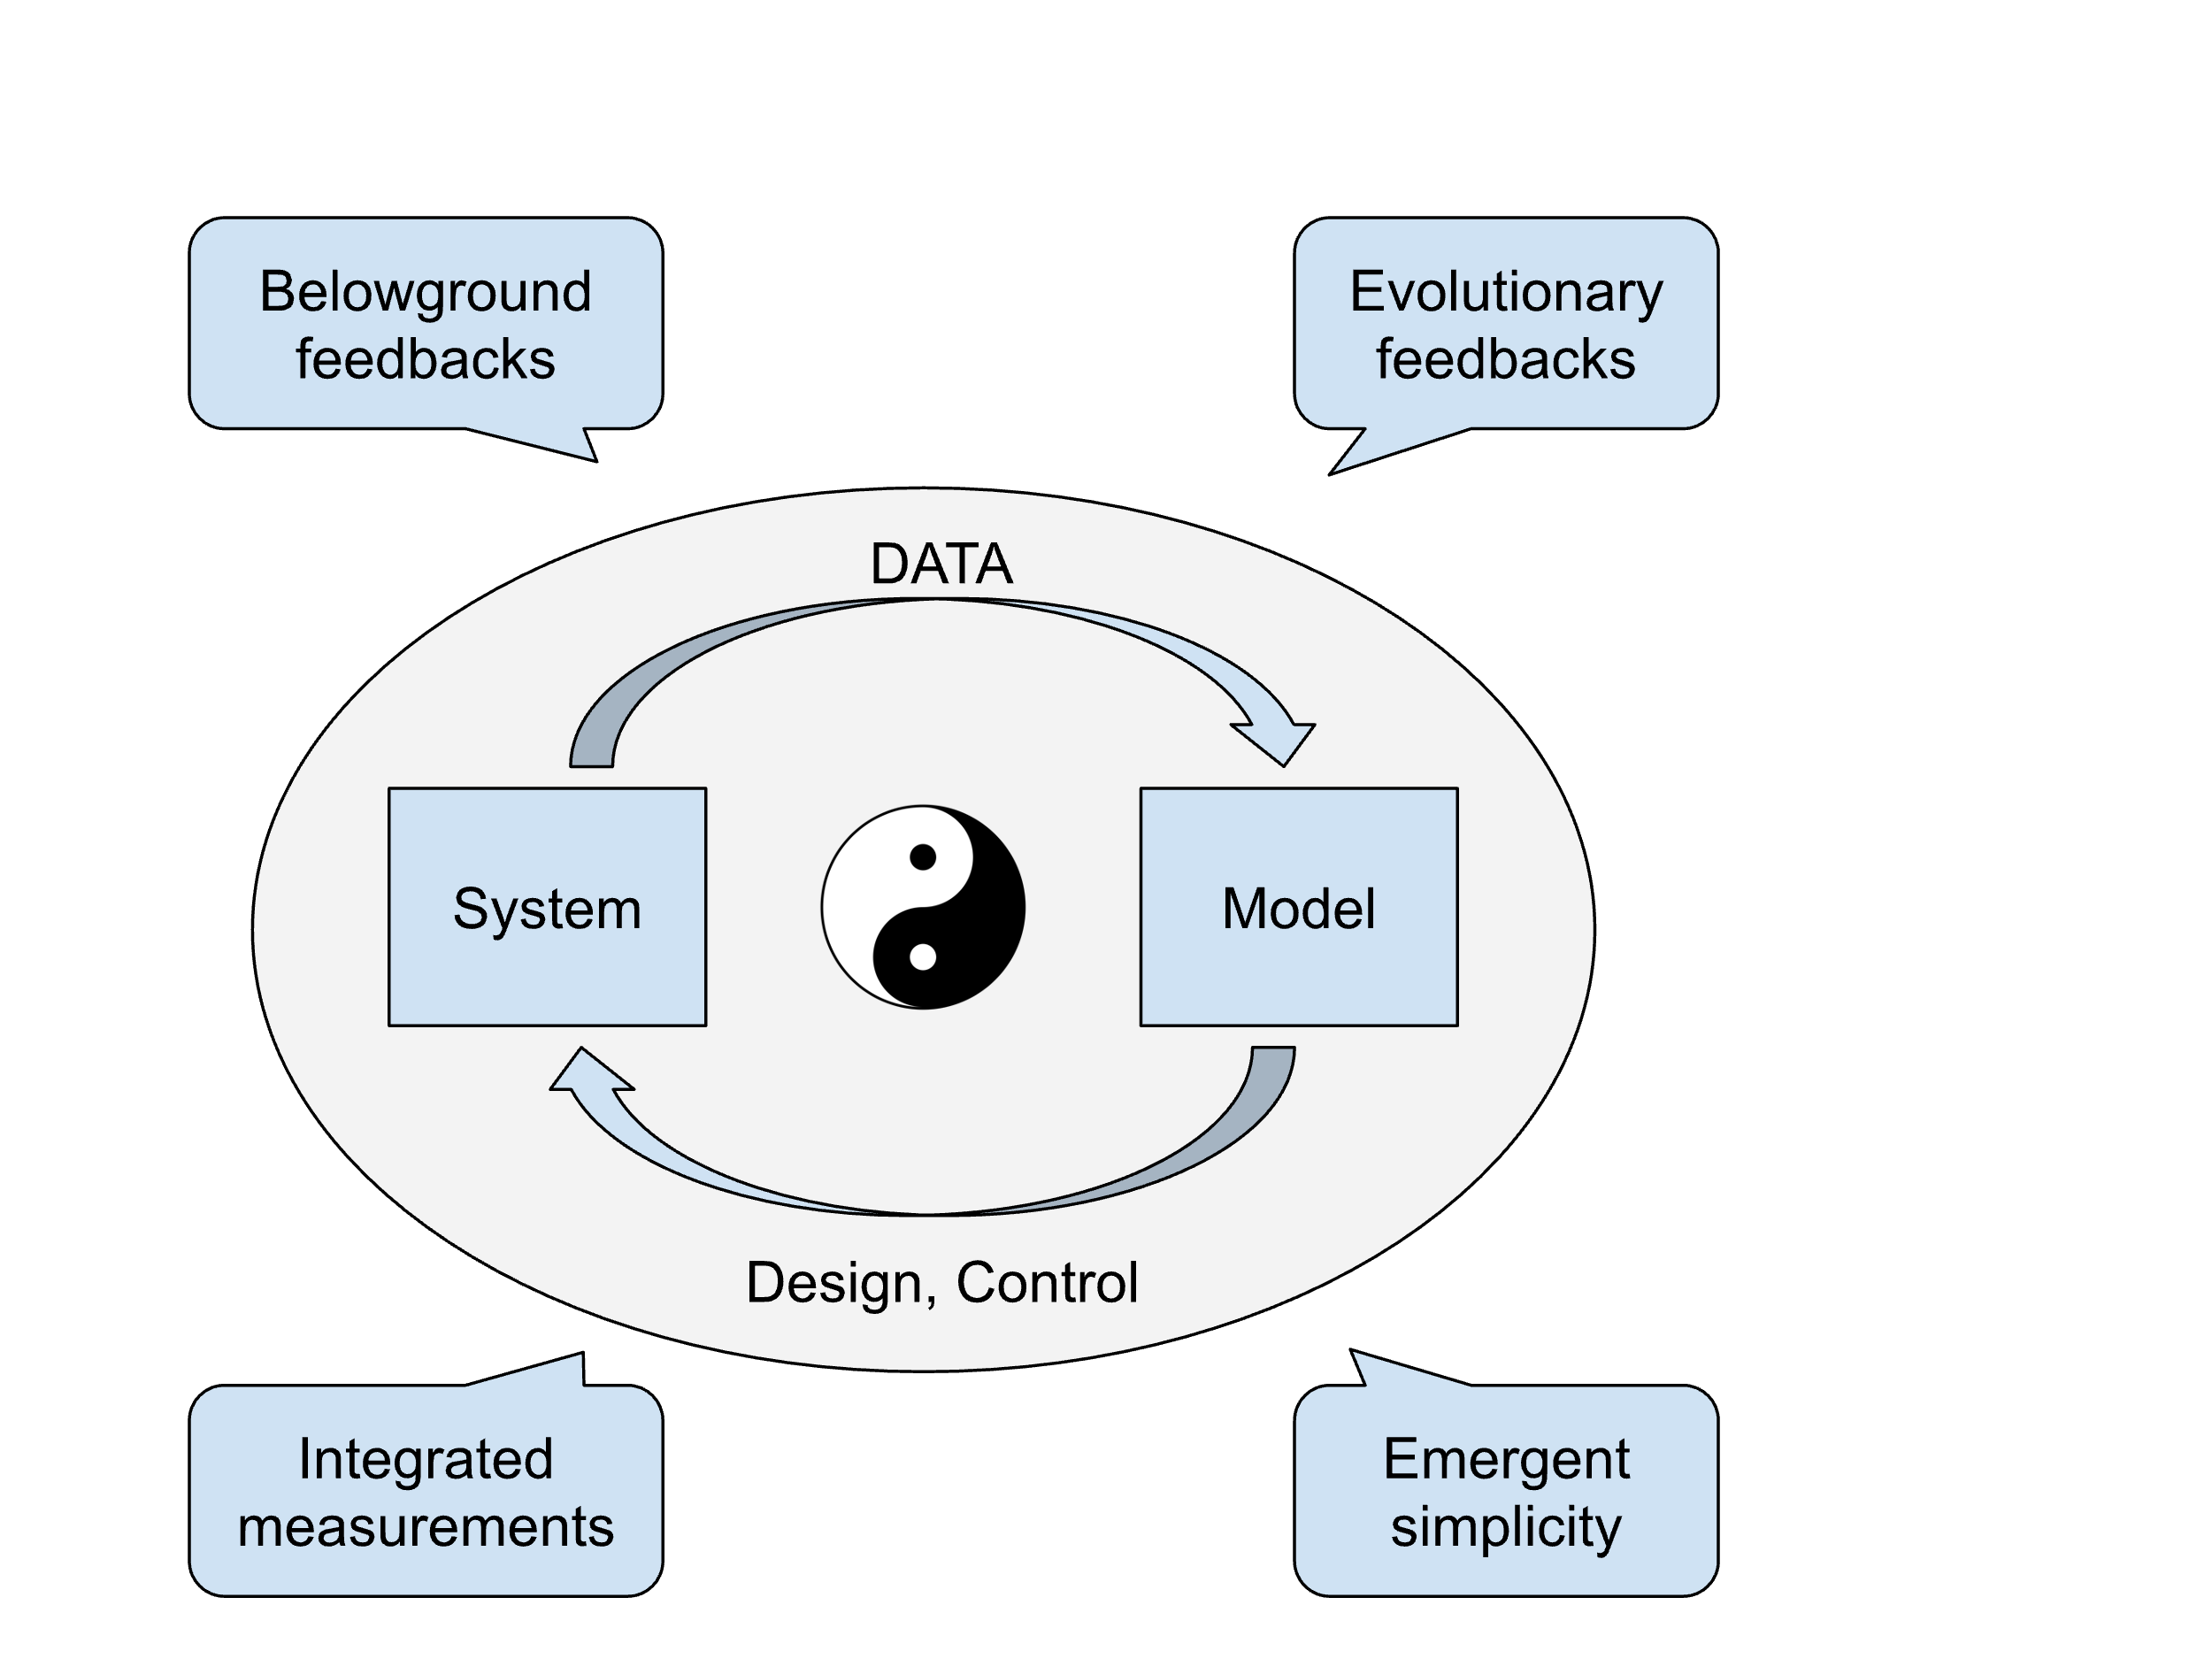 Belowground
feedbacks
Evolutionary
feedbacks
DATA
System
Model
Design, Control
Integrated
measurements
Emergent
simplicity